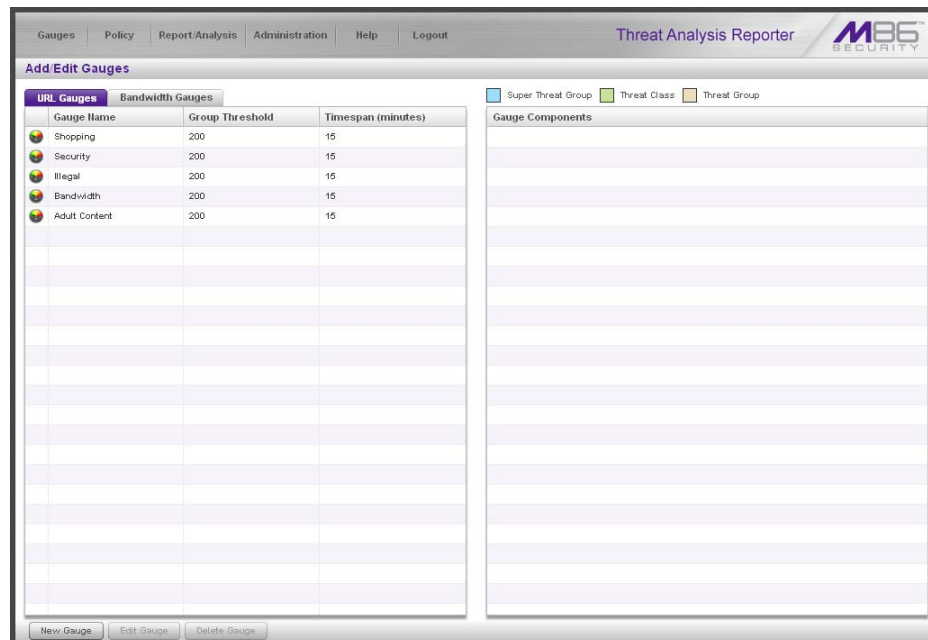 Gauges Policy Report/Analysis Administration Help Logout
Threat Analysis Reporter
M86 SECURITY
Add/Edit Gauges
URL Gauges Bandwidth Gauges
Gauge Name Group Threshold Timespan (minutes)
Shopping 200 15
Security 200 15
Illegal 200 15
Bandwidth 200 15
Adult Content 200 15
Super Threat Group Threat Class Threat Group
Gauge Components
New Gauge Edit Gauge Delete Gauge